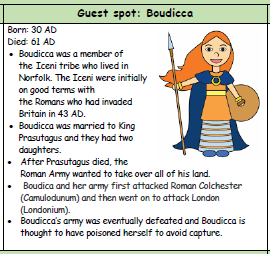 Guest spot: Boudicca
Born: 30 AD
Died: 61 AD
• Boudicca was a member of
the Iceni tribe who lived in
Norfolk. The Iceni were initially
on good terms with
the Romans who had invaded
Britain in 43 AD.
• Boudicca was married to King
Prasutagus and they had two
daughters.
• After Prasutagus died, the
Roman Army wanted to take over all of his land.
• Boudicca and her army first attacked Roman Colchester
(Camulodunum) and then went on to attack London
(Londonium).
• Boudicca's army was eventually defeated and Boudicca is
thought to have poisoned herself to avoid capture.